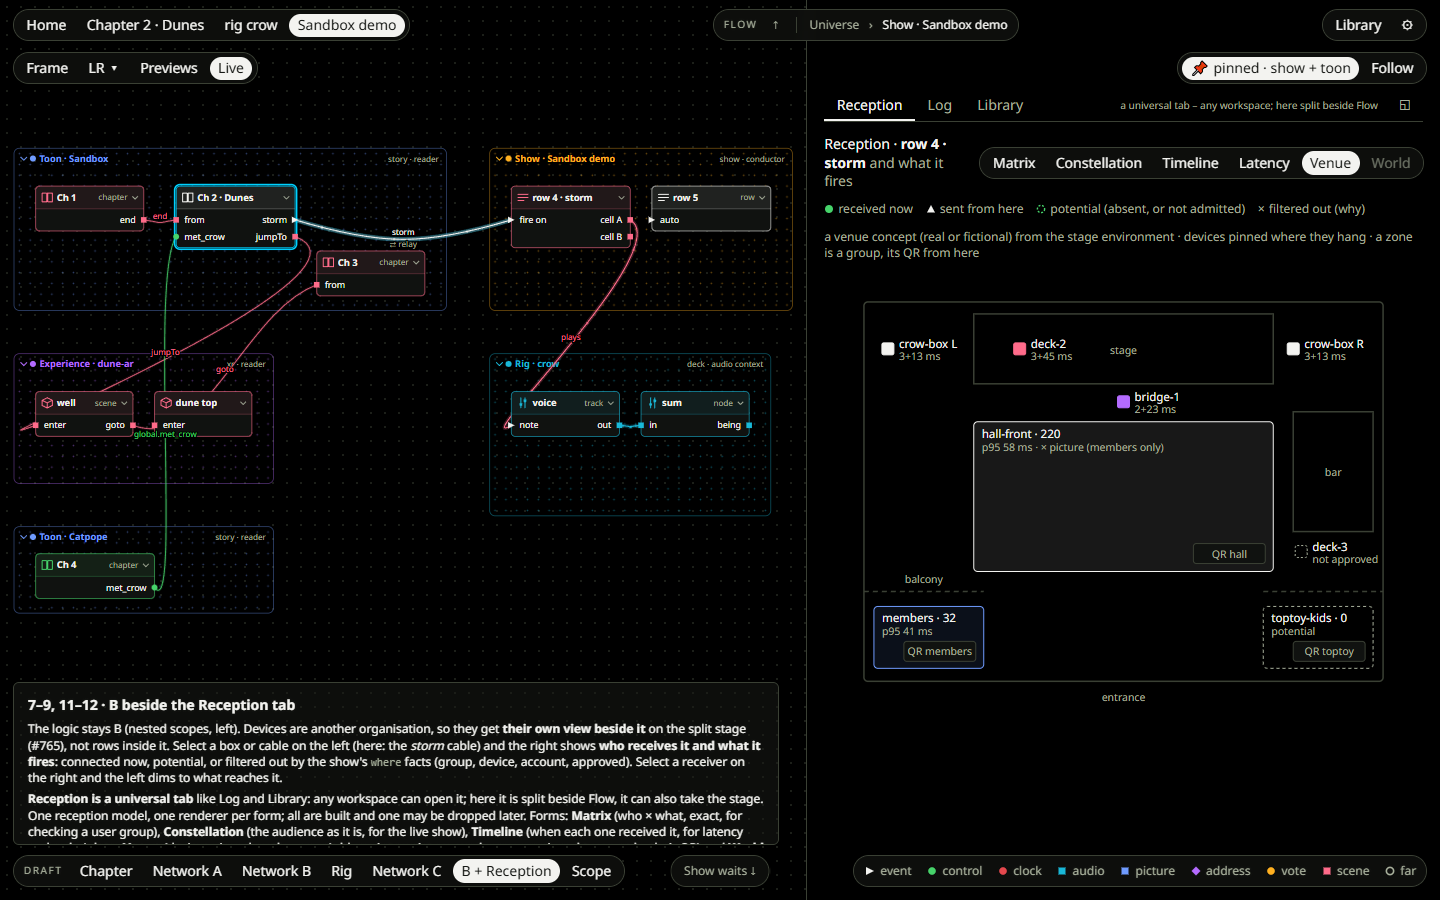 Home Chapter 2 · Dunes rig crow Sandbox demo
FLOW ↑ Universe › Show · Sandbox demo
Library ⚙
Frame LR ▾ Previews Live
📌 pinned · show + toon Follow
Reception Log Library
a universal tab – any workspace; here split beside Flow
Reception · row 4 ·
storm and what it
fires
Matrix Constellation Timeline Latency Venue World
received now sent from here potential (absent, or not admitted) × filtered out (why)
a venue concept (real or fictional) from the stage environment · devices pinned where they hang · a zone
is a group, its QR from here
Toon · Sandbox story · reader
Ch 1 chapter
end
end
Ch 2 · Dunes
from storm
met_crow jumpTo
storm
⇄ relay
Ch 3 chapter
from
Show · Sandbox demo show · conductor
row 4 · storm
fire on cell A
cell B
row 5 row
auto
plays
jumpTo
goto
Experience · dune-ar
reader
well scene
enter goto
dune top
enter
global.met_crow
Rig · crow deck · audio context
voice track
note out
sum node
in being
Toon · Catpope story · reader
Ch 4 chapter
met_crow
crow-box L
3+13 ms
deck-2
3+45 ms
stage
crow-box R
3+13 ms
bridge-1
2+23 ms
hall-front · 220
p95 58 ms · × picture (members only)
QR hall
bar
deck-3
not approved
balcony
members · 32
p95 41 ms
QR members
toptoy-kids · 0
potential
QR toptoy
entrance
7–9, 11–12 · B beside the Reception tab
The logic stays B (nested scopes, left). Devices are another organisation, so they get their own view beside it on the split stage
(#765), not rows inside it. Select a box or cable on the left (here: the storm cable) and the right shows who receives it and what it
fires: connected now, potential, or filtered out by the show's where facts (group, device, account, approved). Select a receiver on
the right and the left dims to what reaches it.
Reception is a universal tab like Log and Library: any workspace can open it; here it is split beside Flow, it can also take the stage.
One reception model, one renderer per form; all are built and one may be dropped later. Forms: Matrix (who × what, exact, for
checking a user group), Constellation (the audience as it is, for the live show), Timeline (when each one received it, for latency
DRAFT Chapter Network A Network B Rig Network C B + Reception Scope
Show waits ↓
event control clock audio picture address vote scene far